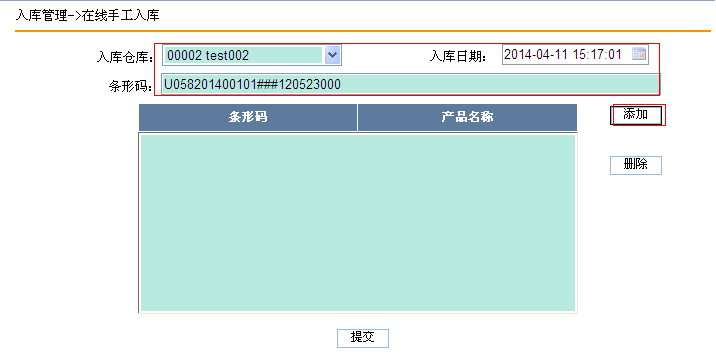 入库管理->在线手工入库
入库仓库： 00002 test002 入库日期： 2014-04-11 15:17:01
条形码： U058201400101###120523000
条形码 产品名称 添加
删除
提交